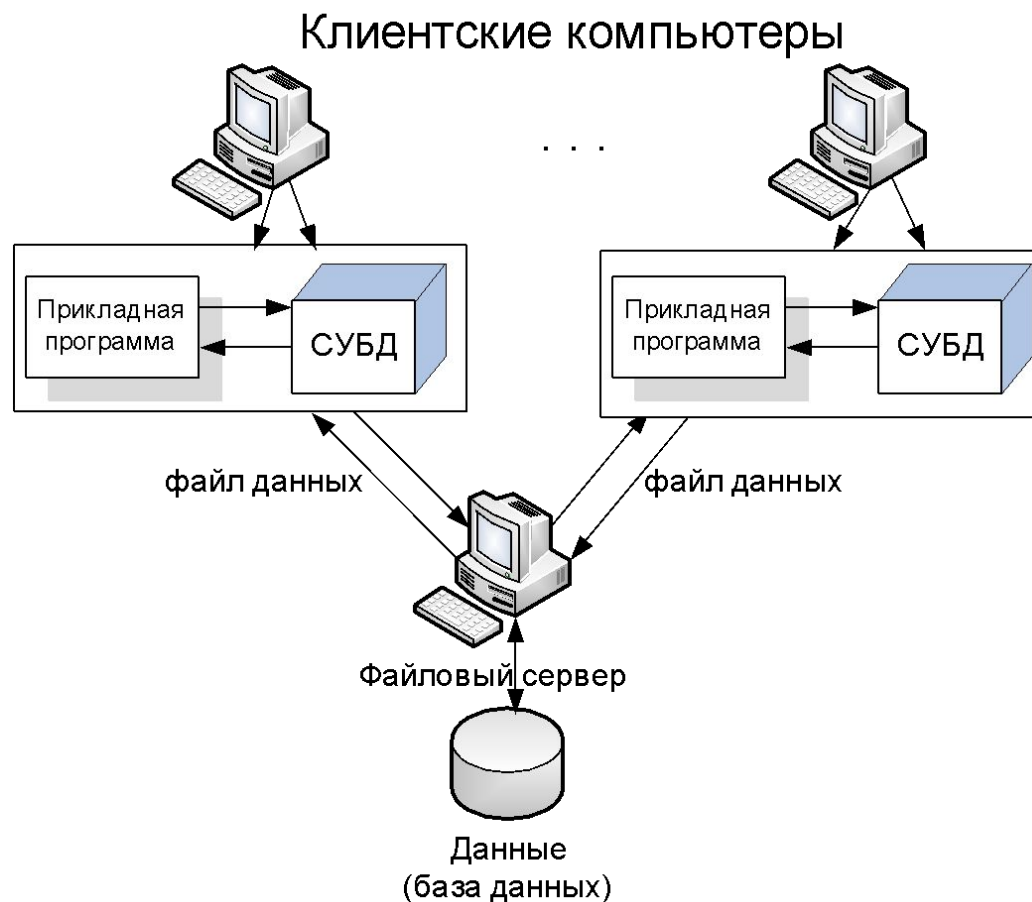 Клиентские компьютеры
. . .
Прикладная
программа
СУБД
Прикладная
программа
СУБД
файл данных
файл данных
Файловый сервер
Данные
(база данных)